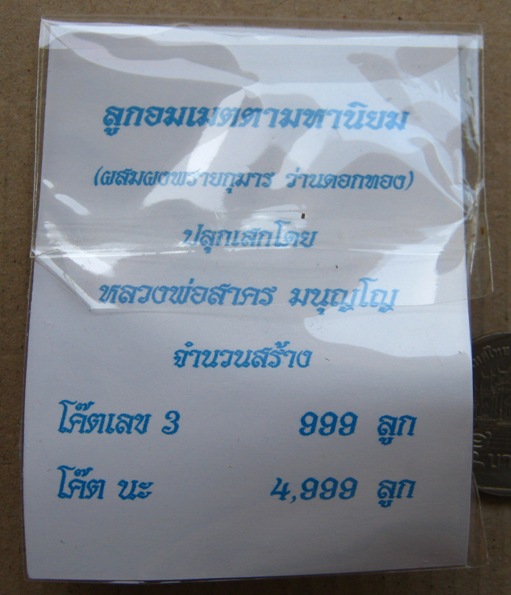 ลูกอมเมตตามหานิยม
(ผสมผงพรายกุมาร ว่านดอกทอง)
ปลุกเสกโดย
หลวงพ่อสาคร มนุญโญ
จำนวนสร้าง
โค๊ตเลข 3 999 ลูก
โค๊ต นะ 4,999 ลูก